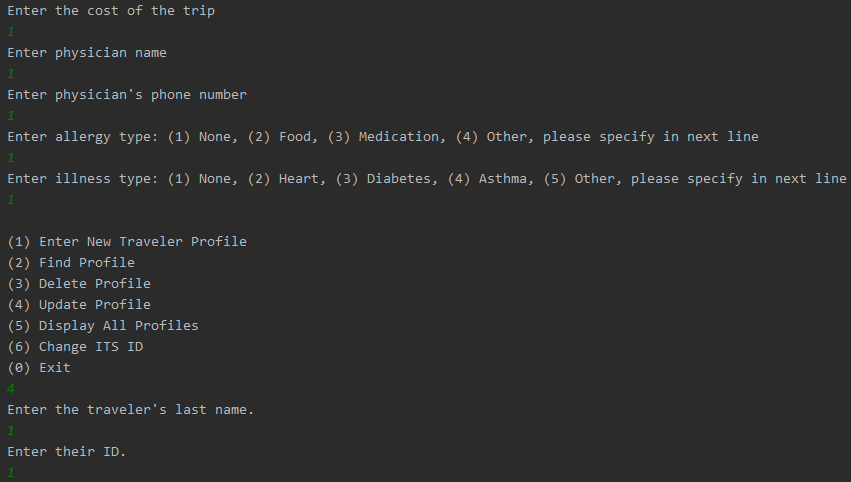 Enter the cost of the trip
1
Enter physician name
1
Enter physician's phone number
1
Enter allergy type: (1) None, (2) Food, (3) Medication, (4) Other, please specify in next line
1
Enter illness type: (1) None, (2) Heart, (3) Diabetes, (4) Asthma, (5) Other, please specify in next line
1
(1) Enter New Traveler Profile
(2) Find Profile
(3) Delete Profile
(4) Update Profile
(5) Display All Profiles
(6) Change ITS ID
(0) Exit
4
Enter the traveler's last name.
1
Enter their ID.
1